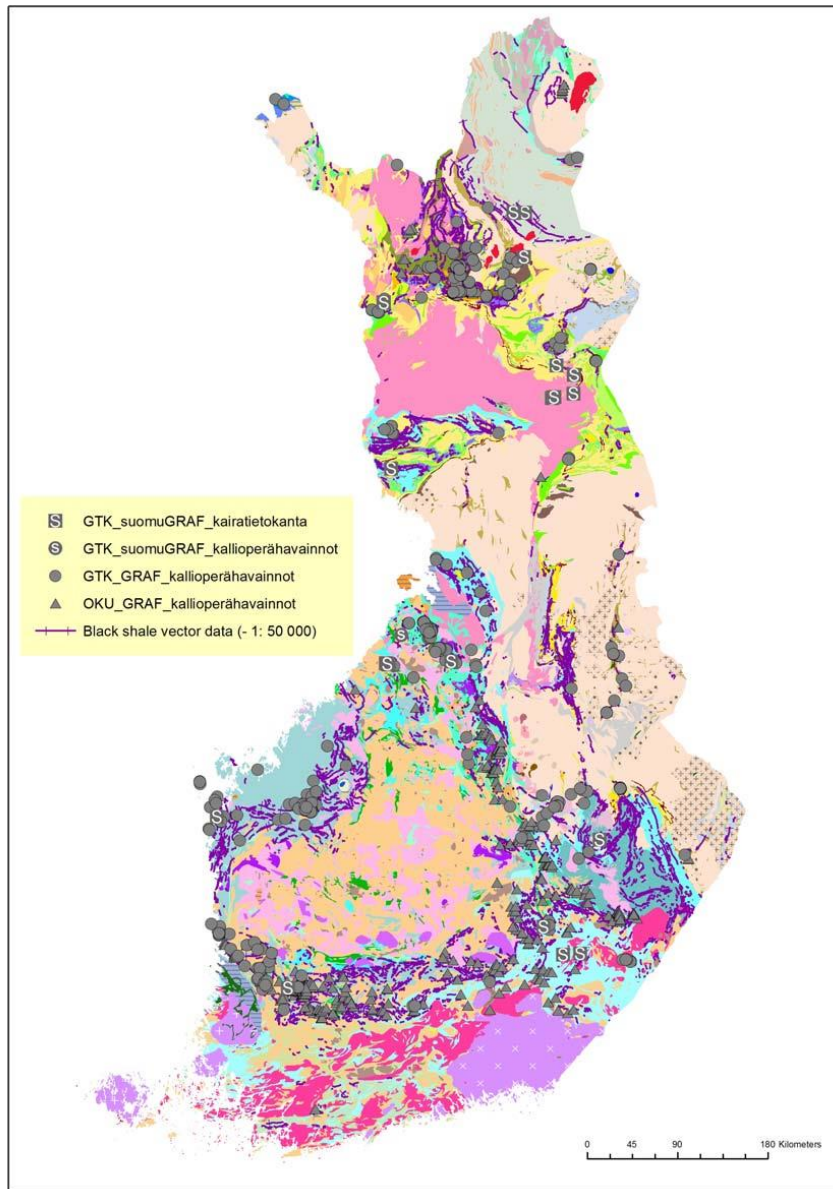 GTK_suomuGRAF_kairatietokanta
GTK_suomuGRAF_kallioperähavainnot
GTK_GRAF_kallioperähavainnot
OKU_GRAF_kallioperähavainnot
Black shale vector data (- 1: 50 000)
0 45 90 180 Kilometers